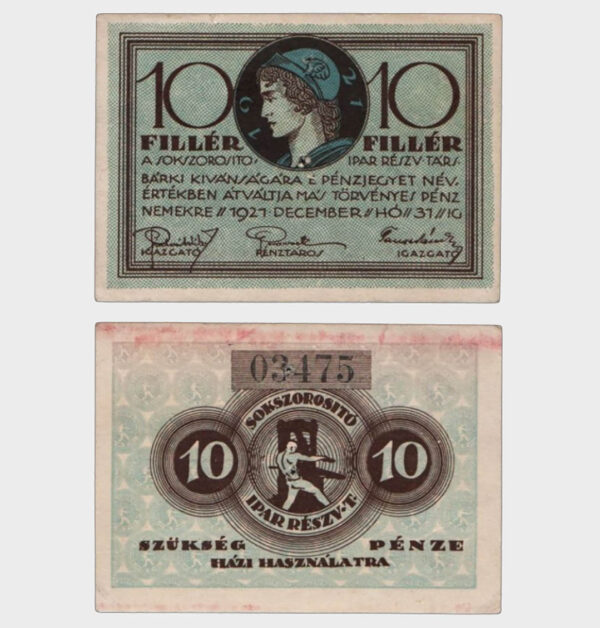 10 10
FILLÉR FILLÉR
1921
A SOKSZOROSITO IPAR RÉSZV·TÁRS·
BÁRKI KIVÁNSÁGÁRA E PÉNZJEGYET NÉV-
ÉRTÉKBEN ÁTVÁLTJA MÁS TÖRVÉNYES PÉNZ
NEMEKRE // 1921 DECEMBER // HÓ // 31 // IG
IGAZGATÓ PÉNZTÁROS IGAZGATÓ
03475
SOKSZOROSITÓ
10 10
IPAR RÉSZV·T·
SZÜKSÉG PÉNZE
HÁZI HASZNÁLATRA